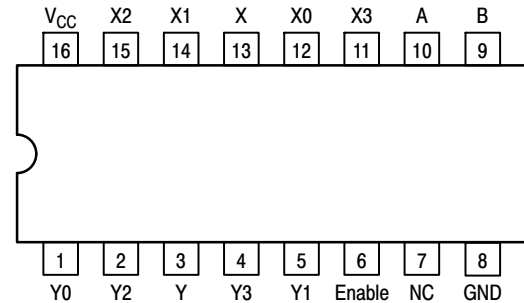 V_CC X2 X1 X X0 X3 A B
16 15 14 13 12 11 10 9
1 2 3 4 5 6 7 8
Y0 Y2 Y Y3 Y1 Enable NC GND